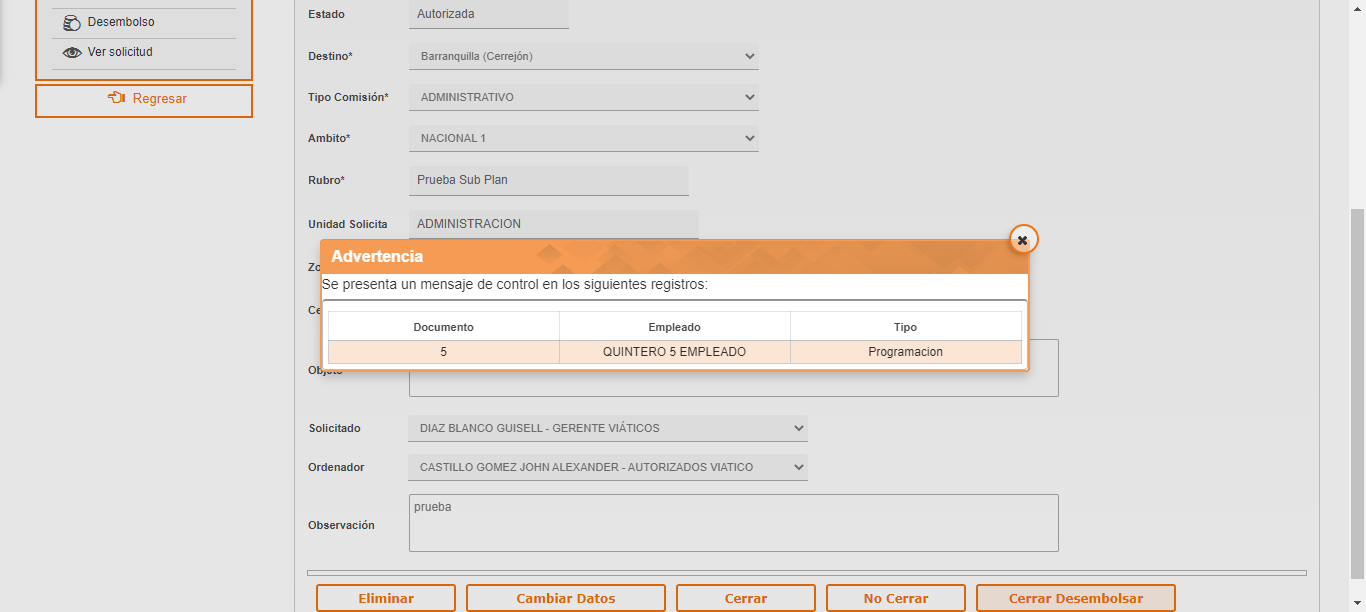 Desembolso
Ver solicitud
Regresar
Estado Autorizada
Destino* Barranquilla (Cerrejón)
Tipo Comisión* ADMINISTRATIVO
Ambito* NACIONAL 1
Rubro* Prueba Sub Plan
Unidad Solicita ADMINISTRACION
Zo
Advertencia
Se presenta un mensaje de control en los siguientes registros:
Ce
Documento Empleado Tipo
5 QUINTERO 5 EMPLEADO Programacion
Objeto
Solicitado DIAZ BLANCO GUISELL - GERENTE VIÁTICOS
Ordenador CASTILLO GOMEZ JOHN ALEXANDER - AUTORIZADOS VIATICO
Observación prueba
Eliminar Cambiar Datos Cerrar No Cerrar Cerrar Desembolsar